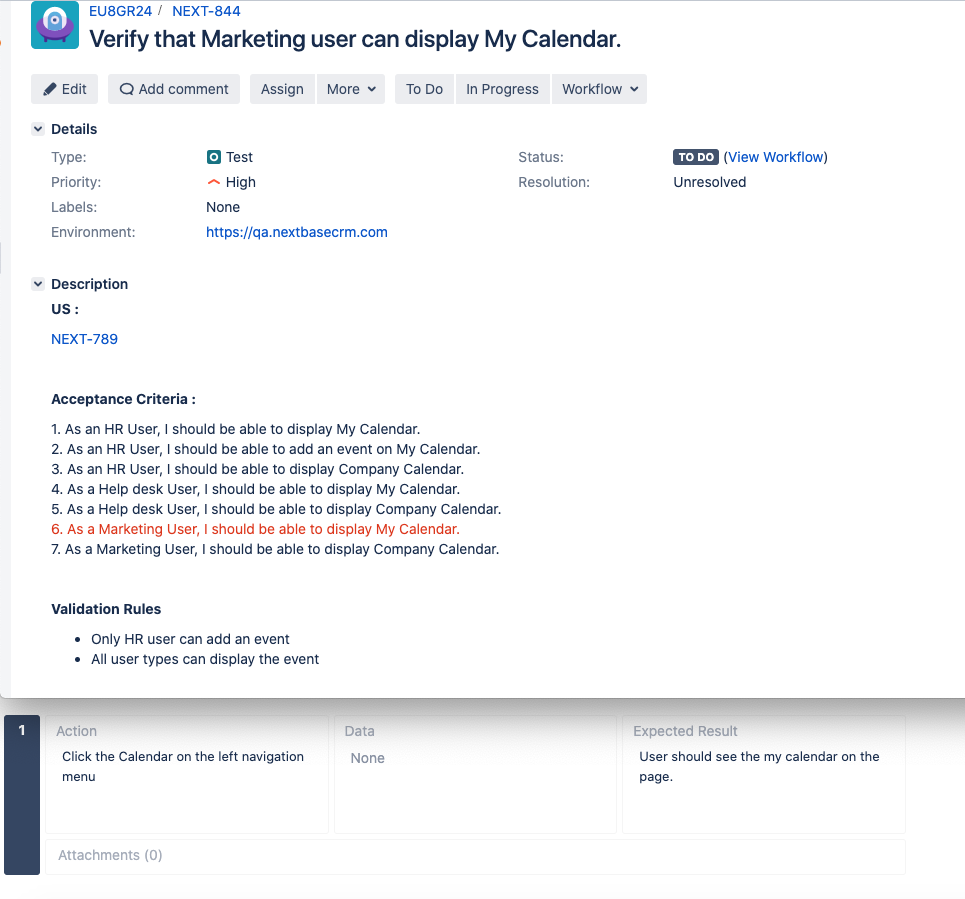 EU8GR24 / NEXT-844
Verify that Marketing user can display My Calendar.
Edit Add comment Assign More To Do In Progress Workflow
Details
Type: Test Status: TO DO (View Workflow)
Priority: High Resolution: Unresolved
Labels: None
Environment: https://qa.nextbasecrm.com
Description
US :
NEXT-789
Acceptance Criteria :
1. As an HR User, I should be able to display My Calendar.
2. As an HR User, I should be able to add an event on My Calendar.
3. As an HR User, I should be able to display Company Calendar.
4. As a Help desk User, I should be able to display My Calendar.
5. As a Help desk User, I should be able to display Company Calendar.
6. As a Marketing User, I should be able to display My Calendar.
7. As a Marketing User, I should be able to display Company Calendar.
Validation Rules
• Only HR user can add an event
• All user types can display the event
1 Action Data Expected Result
Click the Calendar on the left navigation None User should see the my calendar on the
menu page.
Attachments (0)